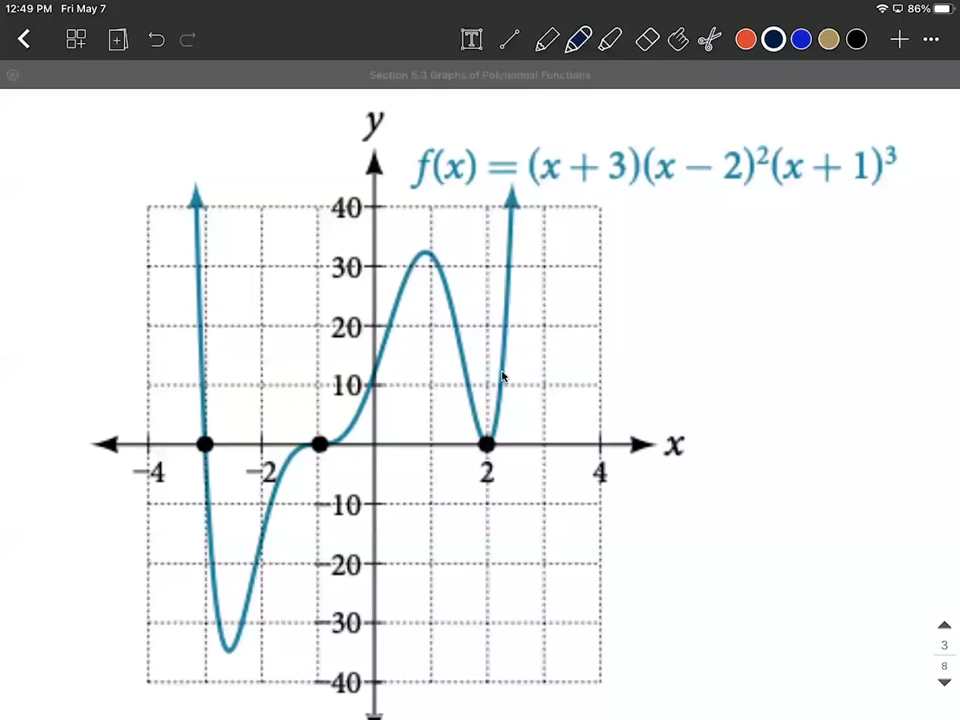 12:49 PM Fri May 7 86%
Section 5.3 Graphs of Polynomial Functions
y
f(x) = (x + 3)(x − 2)²(x + 1)³
40
30
20
10
−4 −2 2 4 x
−10
−20
−30
−40
3
8